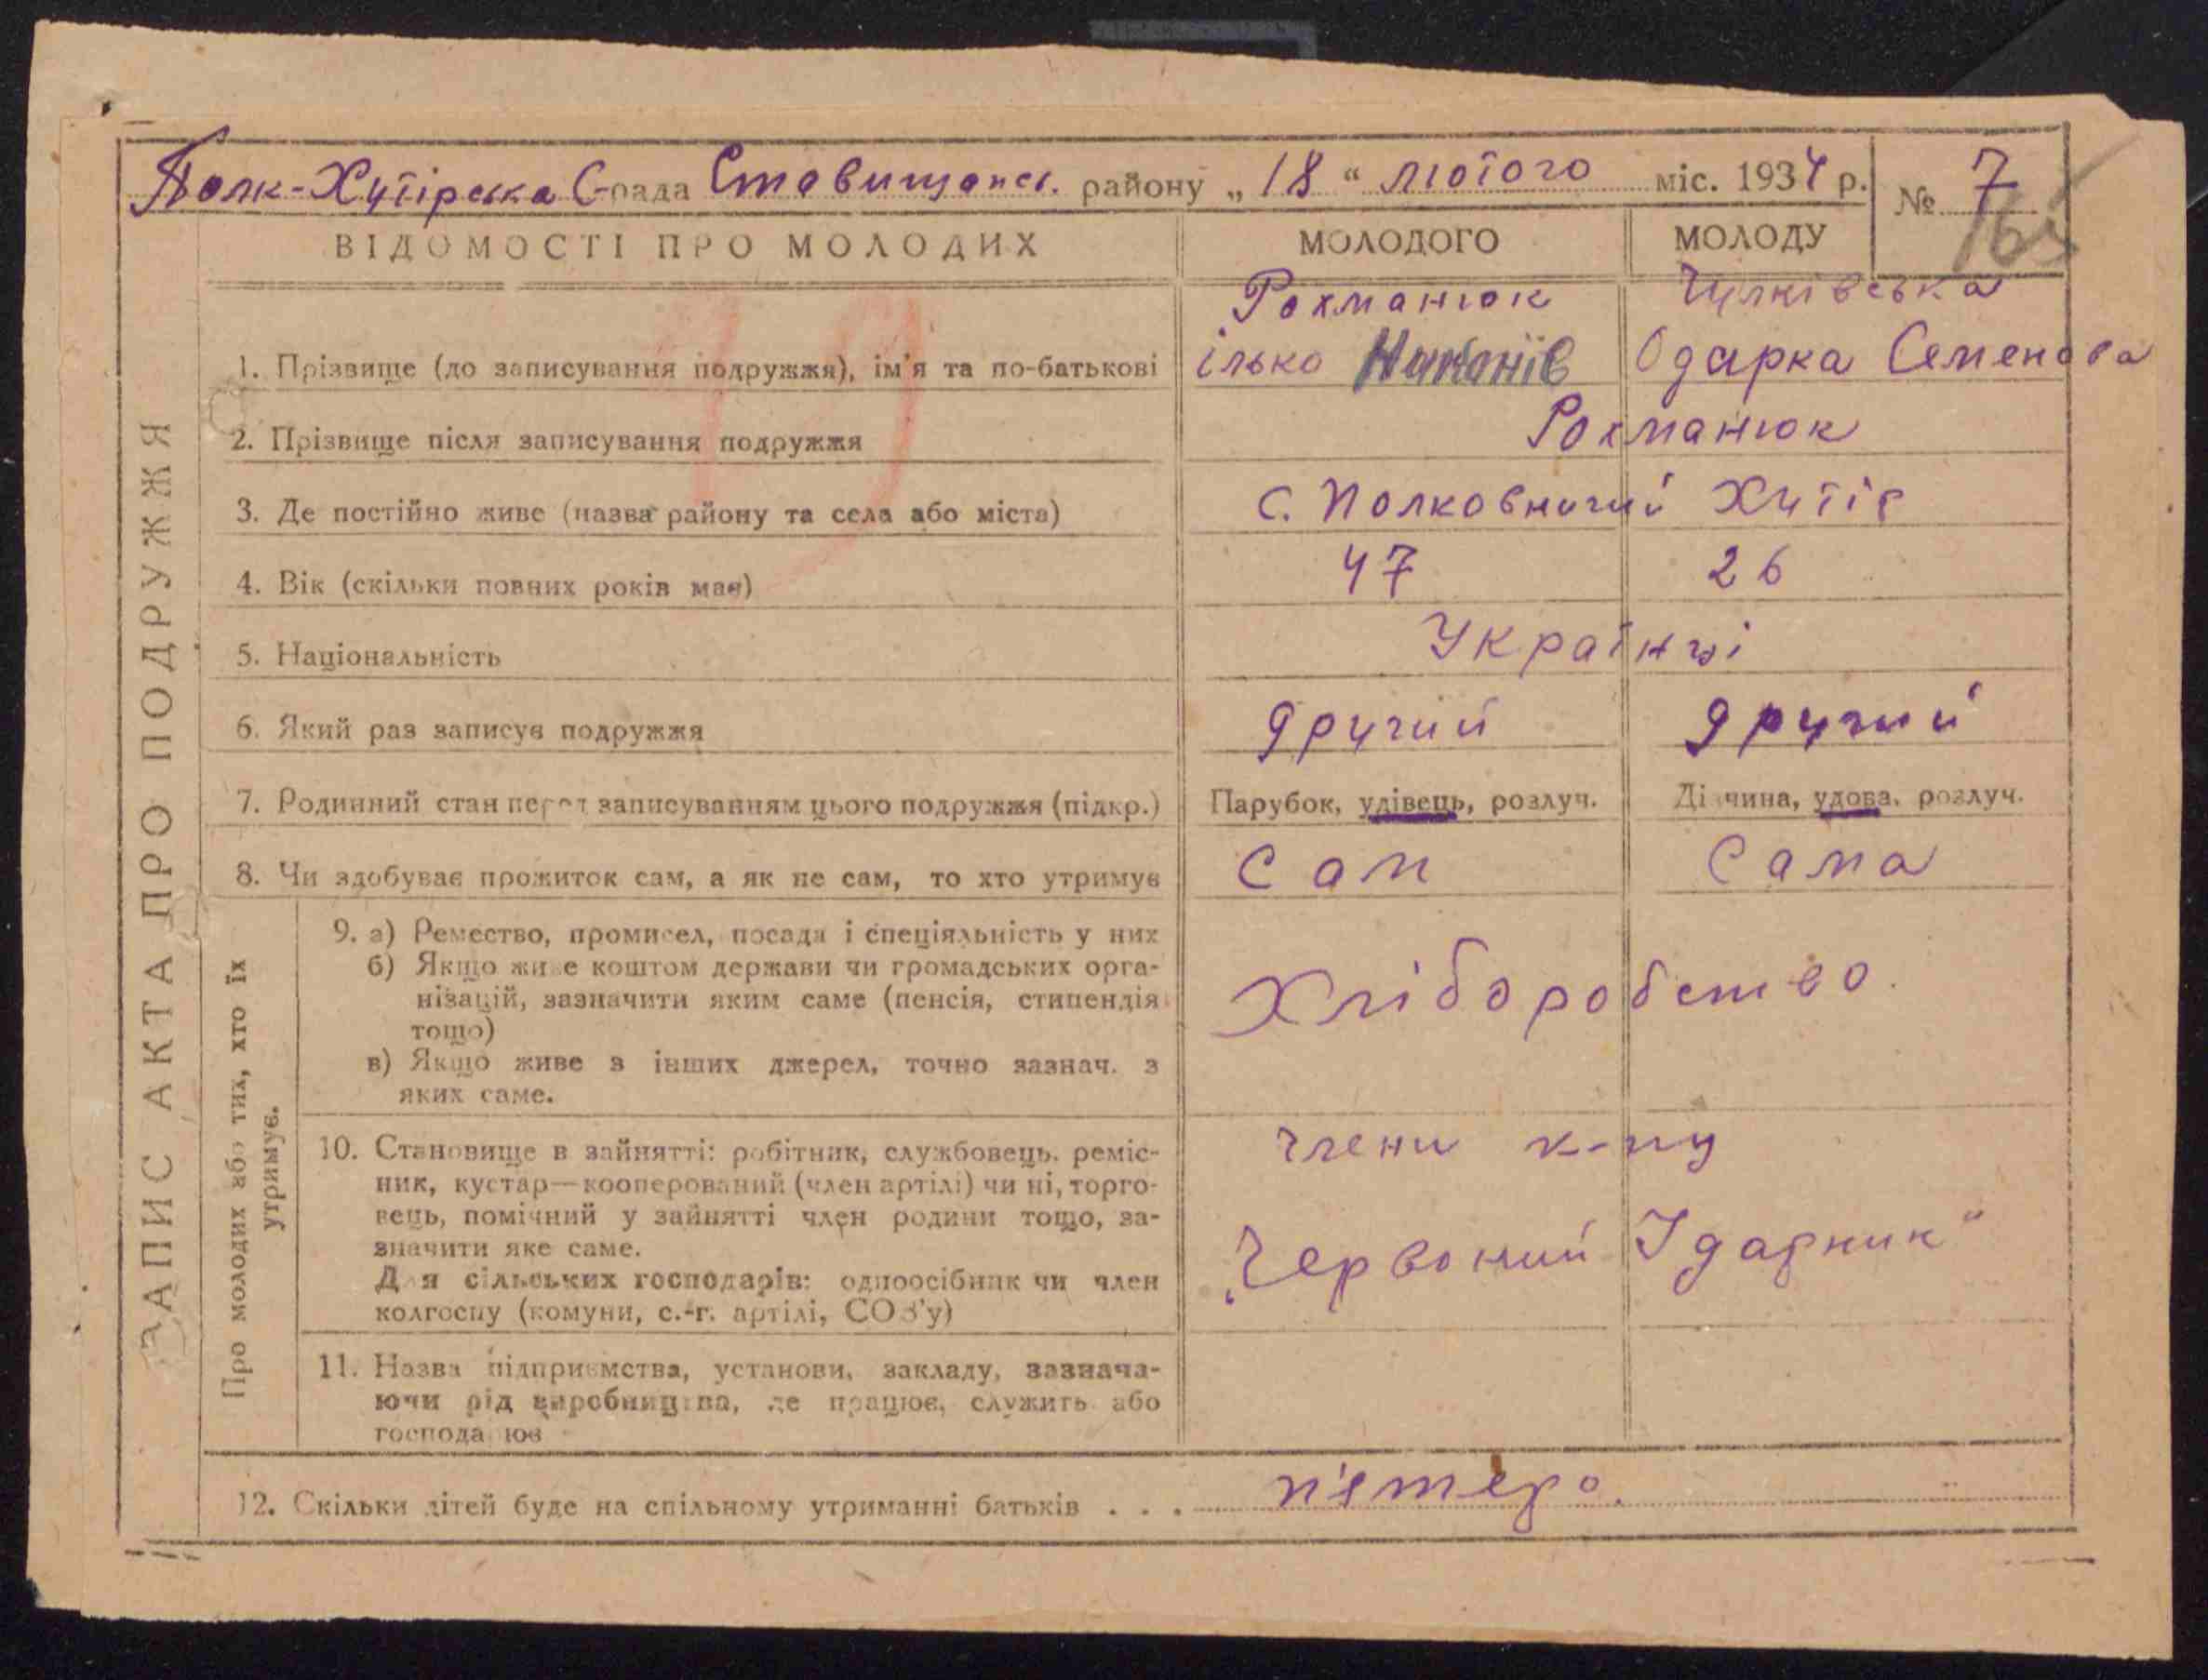 Полк-Хутірська С-рада Ставищансь. району „18“ лютого міс. 1934 р. № 7
ВІДОМОСТІ ПРО МОЛОДИХ МОЛОДОГО МОЛОДУ
Рохманюк
1. Прізвище (до записування подружжя), ім'я та по-батькові ілько Одарка Семенова
2. Прізвище після записування подружжя Рохманюк
3. Де постійно живе (назва району та села або міста) с. Полковничий Хутір
4. Вік (скільки повних років має) 47 26
5. Національність Українці
6. Який раз записує подружжя другий другий
7. Родинний стан перед записуванням цього подружжя (підкр.) Парубок, удівець, розлуч. Дівчина, удова, розлуч.
8. Чи здобуває прожиток сам, а як не сам, то хто утримує Сам Сама
9. а) Ремество, промисел, посада і спеціяльність у них
б) Якщо живе коштом держави чи громадських орга-
нізацій, зазначити яким саме (пенсія, стипендія
тощо)
Хліборобство.
в) Якщо живе з інших джерел, точно зазнач. з
яких саме.
10. Становище в зайнятті: робітник, службовець, реміс-
ник, кустар—кооперований (член артілі) чи ні, торго-
вець, помічний у зайнятті член родини тощо, за-
значити яке саме.
Для сільських господарів: одноосібник чи член
колгоспу (комуни, с.-г. артілі, СОЗ'у)
члени к-пу
„Червоний Ударник“
11. Назва підприємства, установи, закладу, зазнача-
ючи рід виробництва, де працює, служить або
господарює
12. Скільки дітей буде на спільному утриманні батьків . . . п'ятеро.
ЗАПИС АКТА ПРО ПОДРУЖЖЯ
Про молодих або тих, хто їх
утримує.